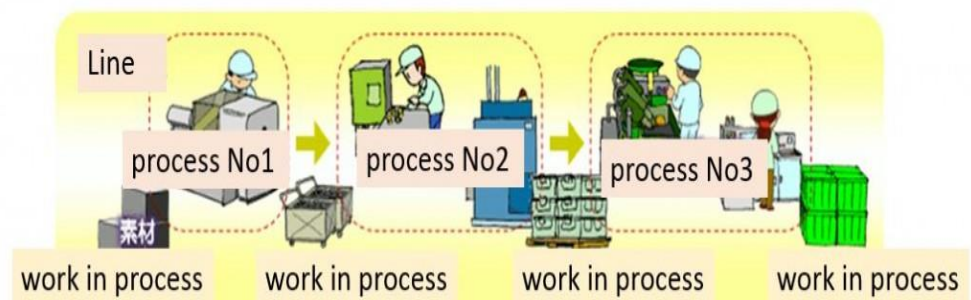 Line
process No1
process No2
process No3
素材
work in process
work in process
work in process
work in process